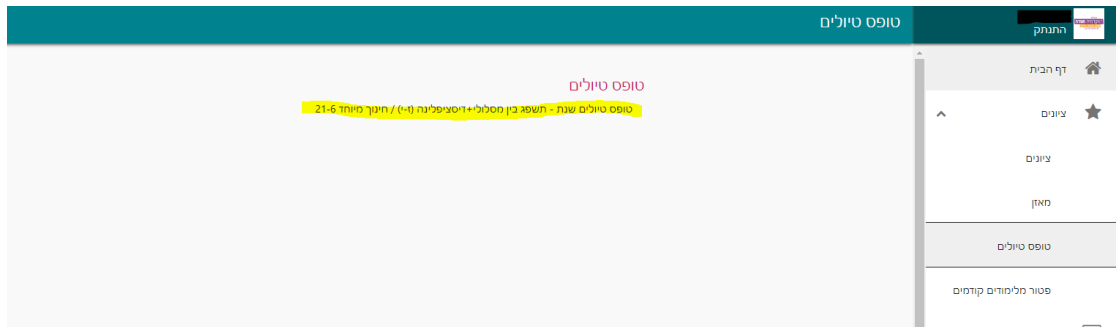 טופס טיולים
התנתק
דף הבית
ציונים
ציונים
מאזן
טופס טיולים
פטור מלימודים קודמים
טופס טיולים
טופס טיולים שנת - תשפג בין מסלולי+דיסציפלינה (ז-י) / חינוך מיוחד 21-6